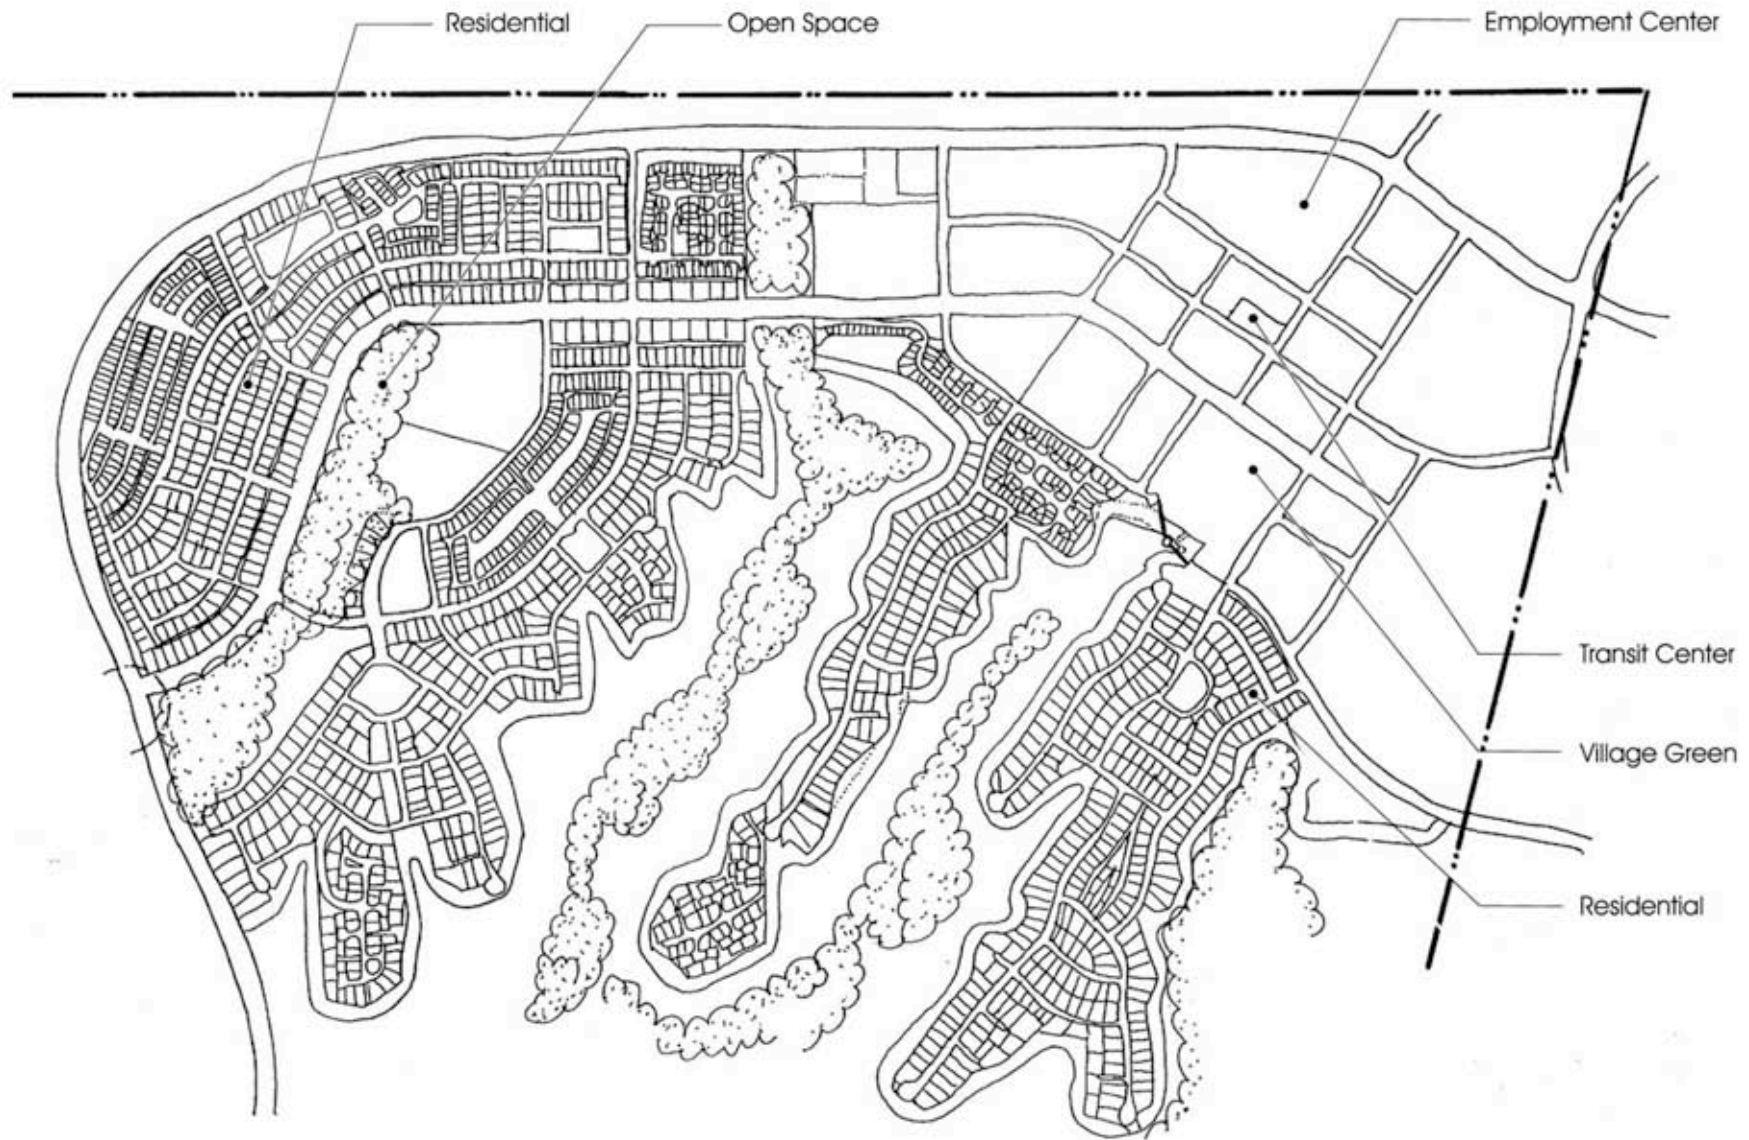 Residential
Open Space
Employment Center
Transit Center
Village Green
Residential